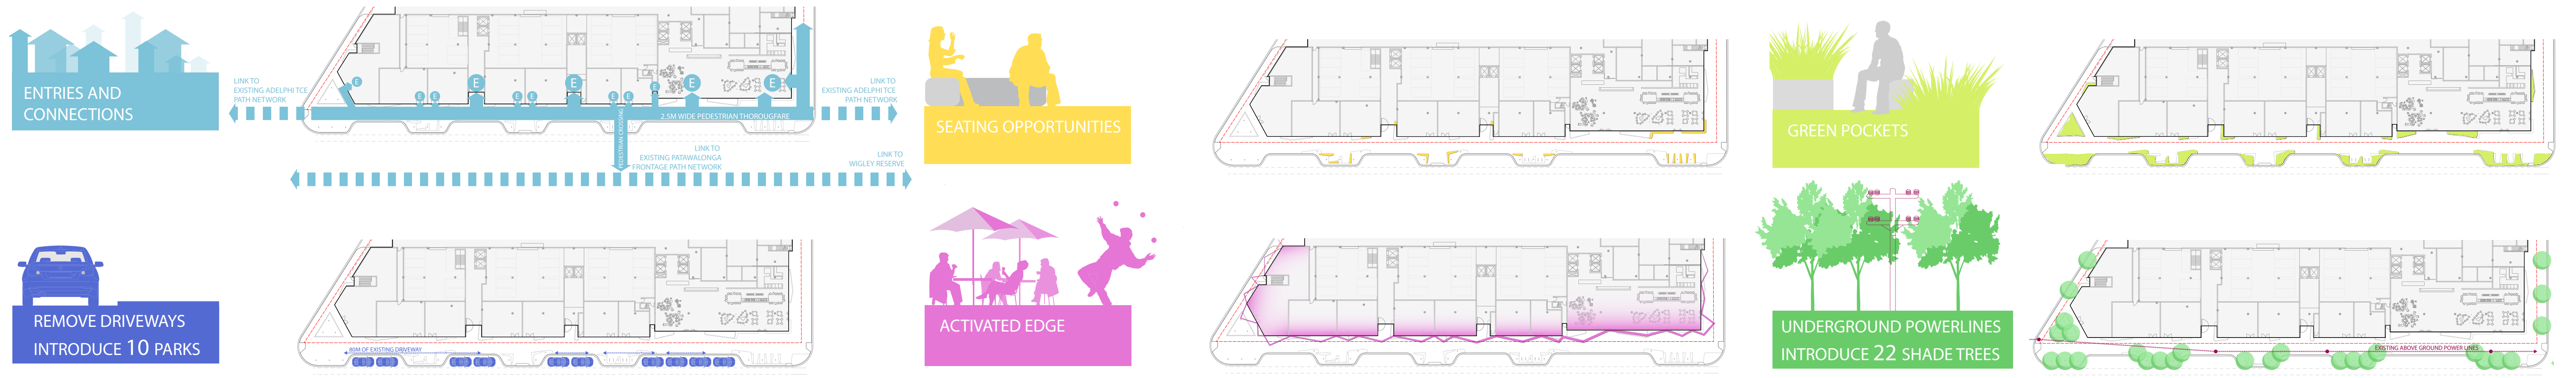 ENTRIES AND
CONNECTIONS
LINK TO
EXISTING ADELPHI TCE
PATH NETWORK
E
E
E
E
E
E
E
E
E
E
E
E
2.5M WIDE PEDESTRIAN THOROUGFARE
PEDESTRIAN CROSSING
LINK TO
EXISTING ADELPHI TCE
PATH NETWORK
LINK TO
EXISTING PATAWALONGA
FRONTAGE PATH NETWORK
LINK TO
WIGLEY RESERVE
SEATING OPPORTUNITIES
GREEN POCKETS
REMOVE DRIVEWAYS
INTRODUCE 10 PARKS
80M OF EXISTING DRIVEWAY
ACTIVATED EDGE
UNDERGROUND POWERLINES
INTRODUCE 22 SHADE TREES
EXISTING ABOVE GROUND POWER LINES